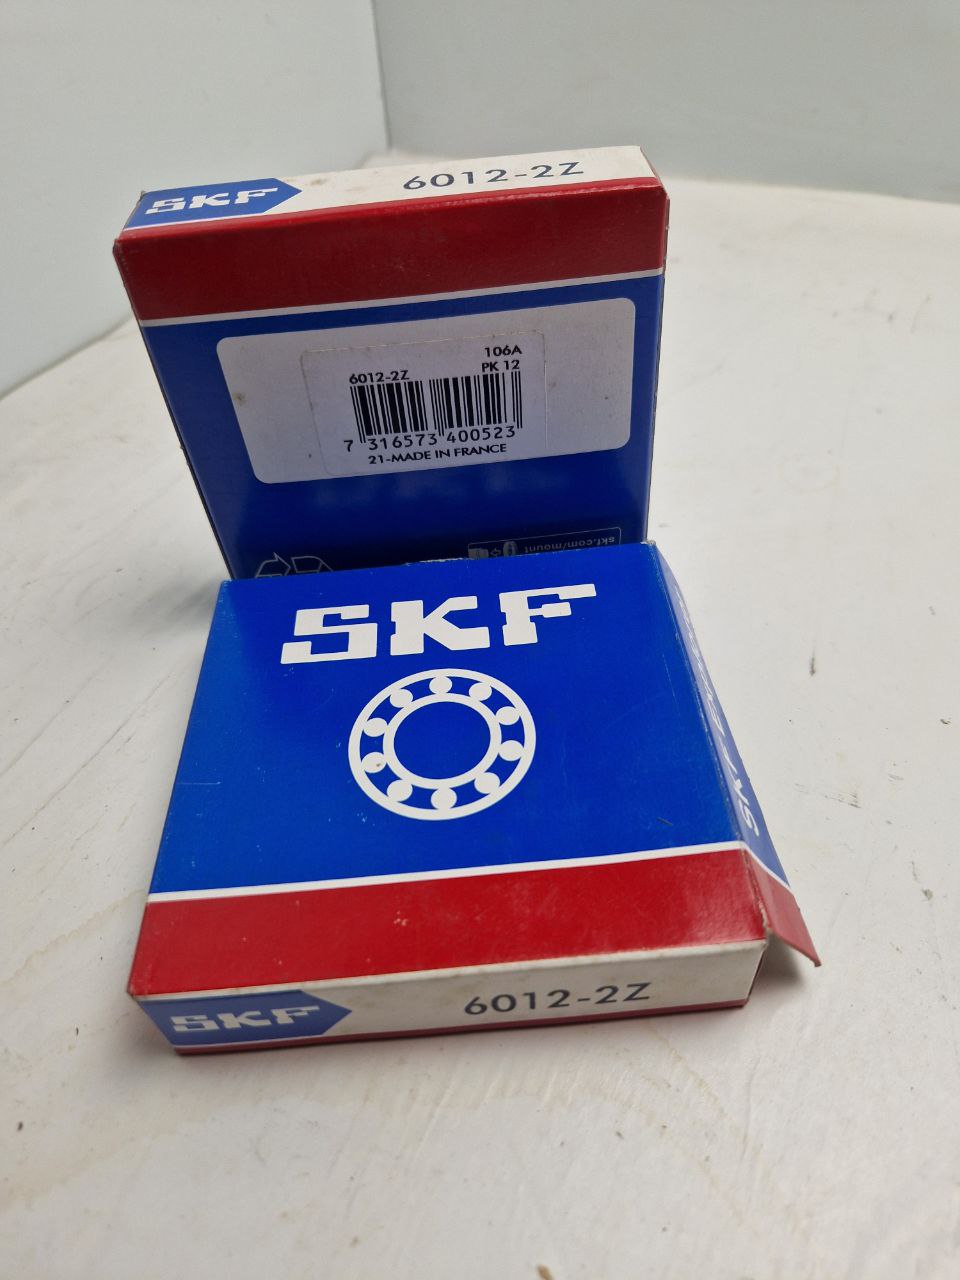 SKF
6012-2Z
106A
6012-2Z
PK 12
7 316573 400523
21-MADE IN FRANCE
skf.com/mount
SKF
SKF
6012-2Z